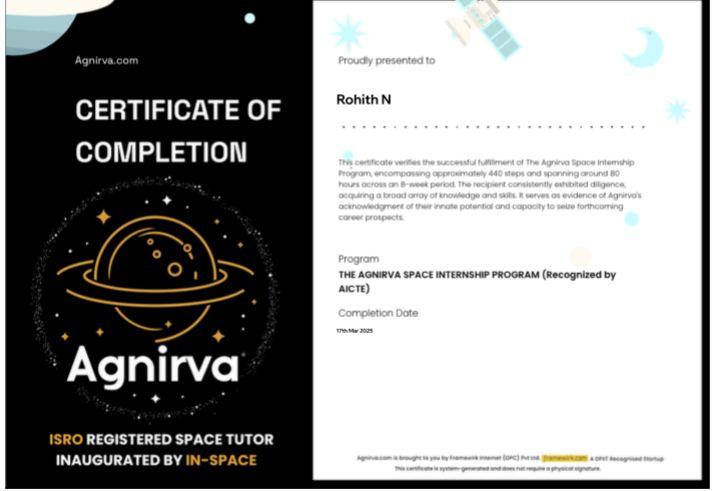 Agnirva.com
CERTIFICATE OF
COMPLETION
Agnirva
ISRO REGISTERED SPACE TUTOR
INAUGURATED BY IN-SPACE
Proudly presented to
Rohith N
This certificate verifies the successful fulfillment of The Agnirva Space Internship
Program, encompassing approximately 440 steps and spanning around 80
hours across an 8-week period. The recipient consistently exhibited diligence,
acquiring a broad array of knowledge and skills. It serves as evidence of Agnirva's
acknowledgment of their innate potential and capacity to seize forthcoming
career prospects.
Program
THE AGNIRVA SPACE INTERNSHIP PROGRAM (Recognized by
AICTE)
Completion Date
17th Mar 2025
Agnirva.com is brought to you by Framewirk Internet (OPC) Pvt Ltd. framewirk.com A DPIIT Recognised Startup
This certificate is system-generated and does not require a physical signature.